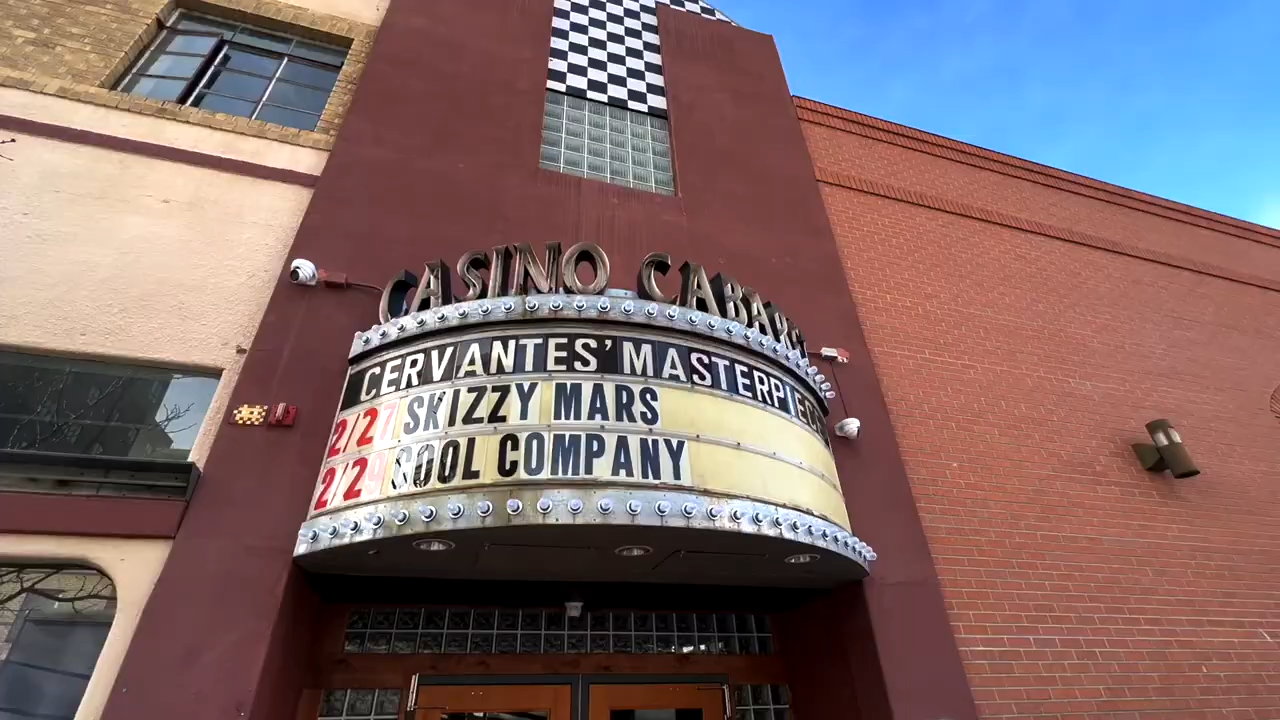 CASINO CABARET
CERVANTES' MASTERPIECE
2/27 SKIZZY MARS
2/29 COOL COMPANY